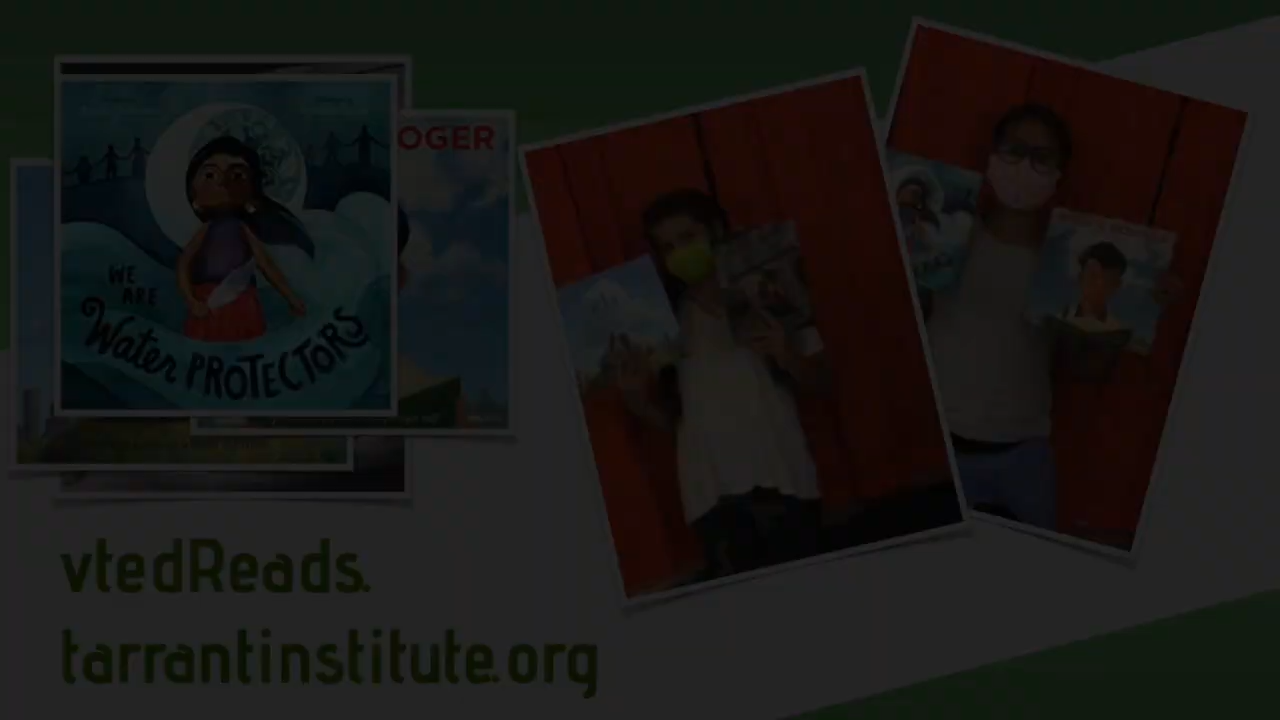 OGER
WE
ARE
Water PROTECTORS
vtedReads.
tarrantinstitute.org